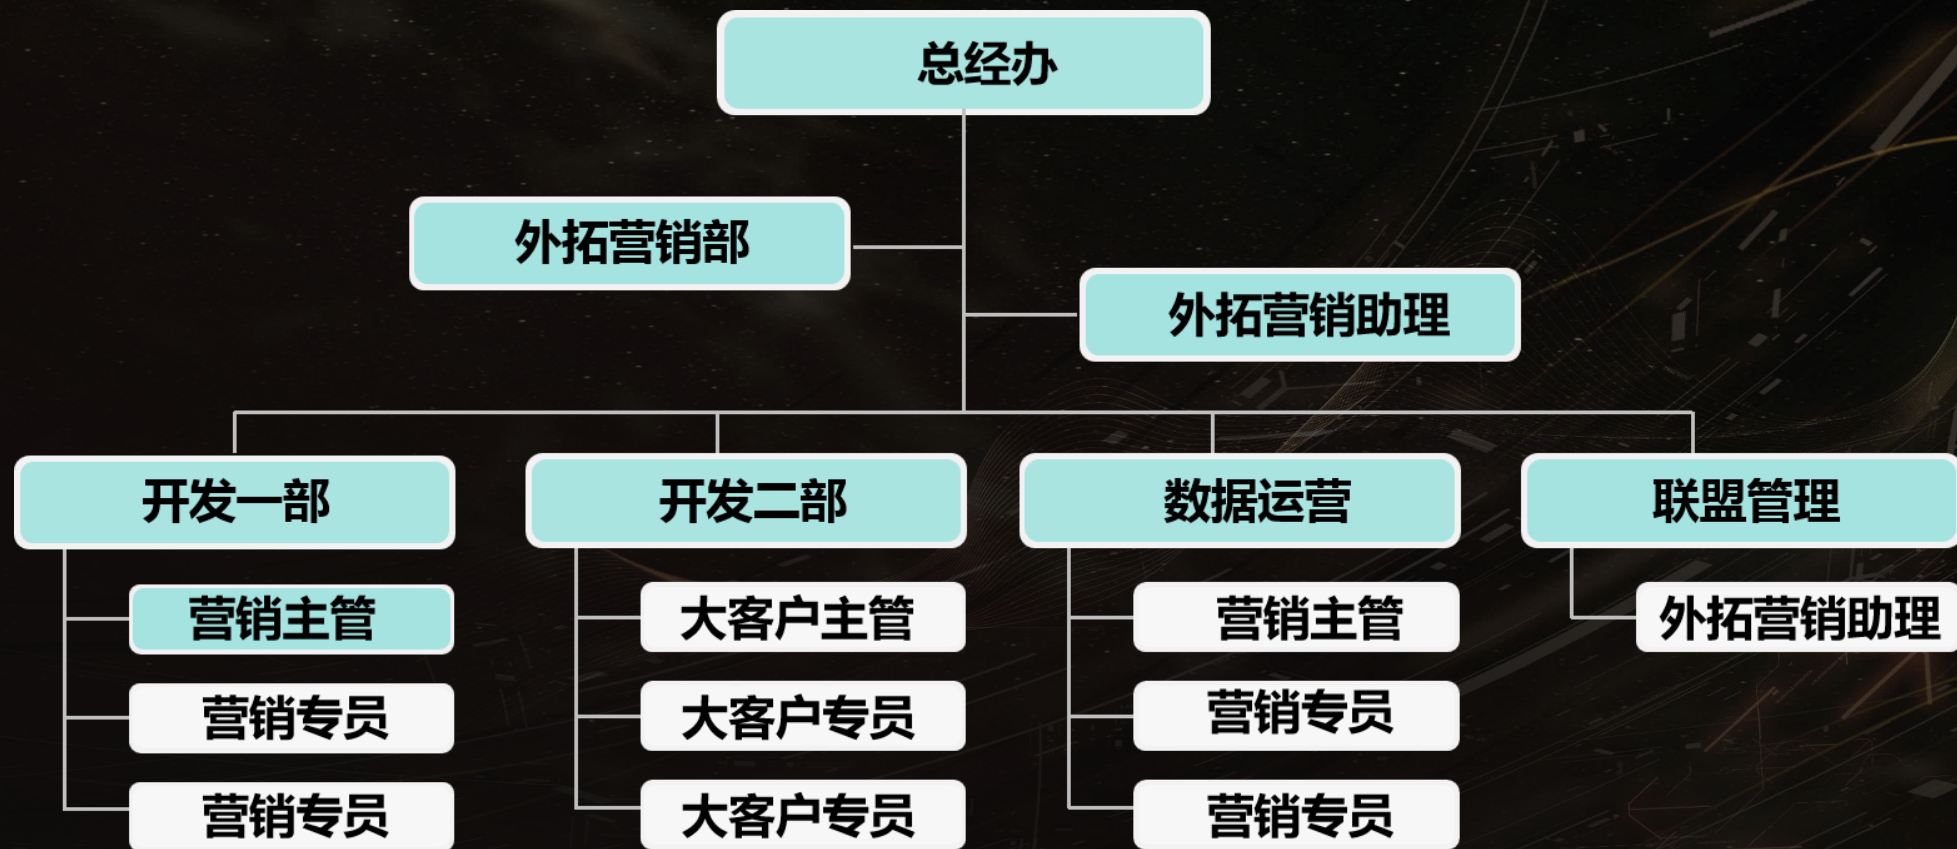 总经办
外拓营销部
外拓营销助理
开发一部
开发二部
数据运营
联盟管理
营销主管
大客户主管
营销主管
外拓营销助理
营销专员
大客户专员
营销专员
营销专员
大客户专员
营销专员